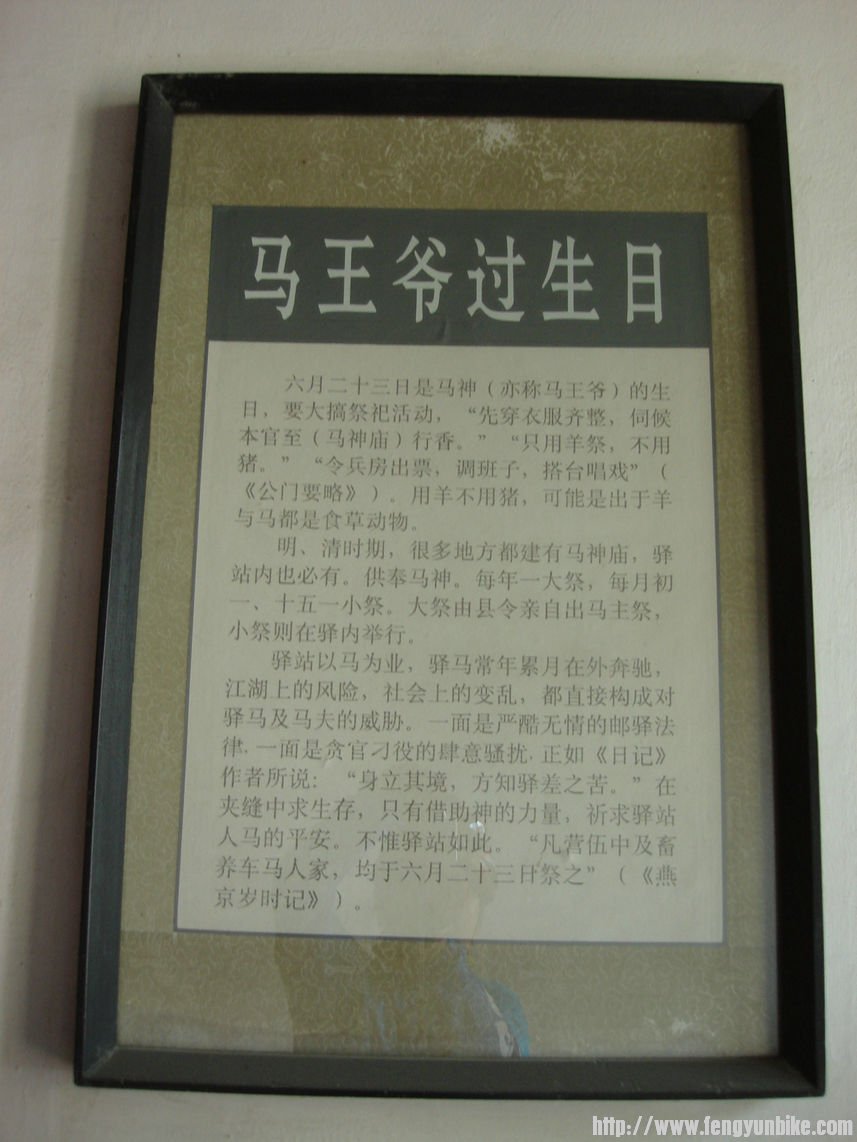 马王爷过生日
六月二十三日是马神（亦称马王爷）的生
日，要大搞祭祀活动，“先穿衣服齐整，伺候
本官至（马神庙）行香。”“只用羊祭，不用
猪。”“令兵房出票，调班子，搭台唱戏”（
《公门要略》）。用羊不用猪，可能是出于羊
与马都是食草动物。
明、清时期，很多地方都建有马神庙，驿
站内也必有。供奉马神。每年一大祭，每月初
一、十五一小祭。大祭由县令亲自出马主祭，
小祭则在驿内举行。
驿站以马为业，驿马常年累月在外奔驰，
江湖上的风险，社会上的变乱，都直接构成对
驿马及马夫的威胁。一面是严酷无情的邮驿法
律，一面是贪官刁役的肆意骚扰，正如《日记》
作者所说：“身立其境，方知驿差之苦。”在
夹缝中求生存，只有借助神的力量，祈求驿站
人马的平安。不惟驿站如此。“凡营伍中及畜
养车马人家，均于六月二十三日祭之”（《燕
京岁时记》）。
http://www.fengyunbike.com